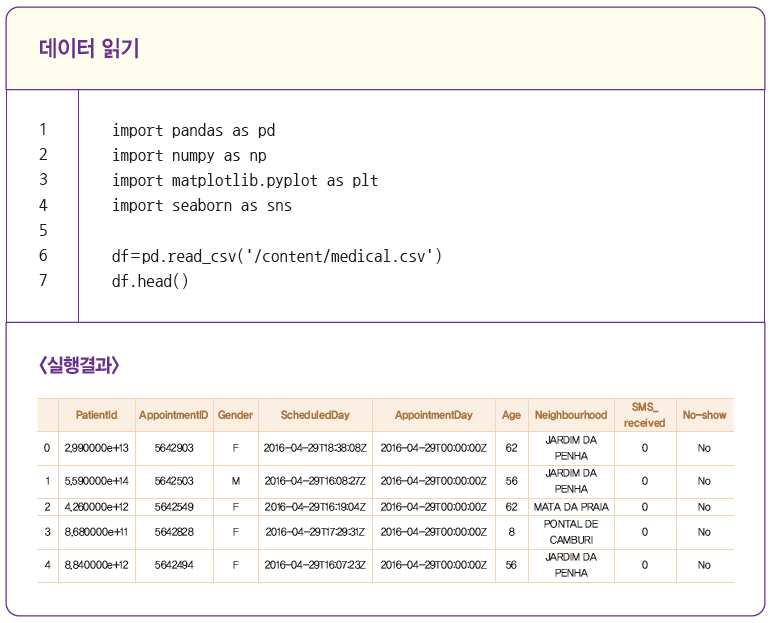 데이터 읽기
1 import pandas as pd
2 import numpy as np
3 import matplotlib.pyplot as plt
4 import seaborn as sns
5
6 df=pd.read_csv('/content/medical.csv')
7 df.head()
<실행결과>
PatientId AppointmentID Gender ScheduledDay AppointmentDay Age Neighbourhood SMS_received No-show
0 2,990000e+13 5642903 F 2016-04-29T18:38:08Z 2016-04-29T00:00:00Z 62 JARDIM DA PENHA 0 No
1 5,590000e+14 5642503 M 2016-04-29T16:08:27Z 2016-04-29T00:00:00Z 56 JARDIM DA PENHA 0 No
2 4,260000e+12 5642549 F 2016-04-29T16:19:04Z 2016-04-29T00:00:00Z 62 MATA DA PRAIA 0 No
3 8,680000e+11 5642828 F 2016-04-29T17:29:31Z 2016-04-29T00:00:00Z 8 PONTAL DE CAMBURI 0 No
4 8,840000e+12 5642494 F 2016-04-29T16:07:23Z 2016-04-29T00:00:00Z 56 JARDIM DA PENHA 0 No